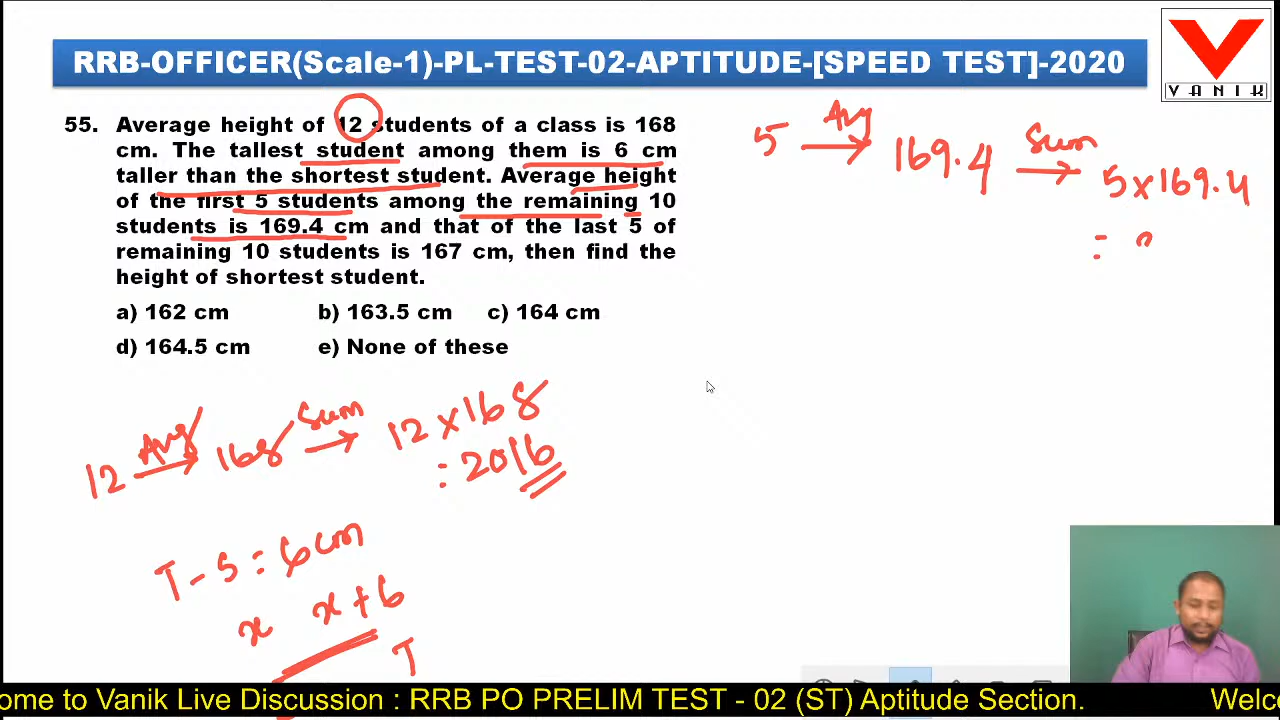 RRB-OFFICER(Scale-1)-PL-TEST-02-APTITUDE-[SPEED TEST]-2020
VANIK
55. Average height of 12 students of a class is 168
cm. The tallest student among them is 6 cm
taller than the shortest student. Average height
of the first 5 students among the remaining 10
students is 169.4 cm and that of the last 5 of
remaining 10 students is 167 cm, then find the
height of shortest student.
a) 162 cm b) 163.5 cm c) 164 cm
d) 164.5 cm e) None of these
5 Avg → 169.4 Sum → 5×169.4
:
12 Avg → 168 Sum → 12×168
: 2016
T-S = 6cm
x x+6
T
ome to Vanik Live Discussion : RRB PO PRELIM TEST - 02 (ST) Aptitude Section. Welc